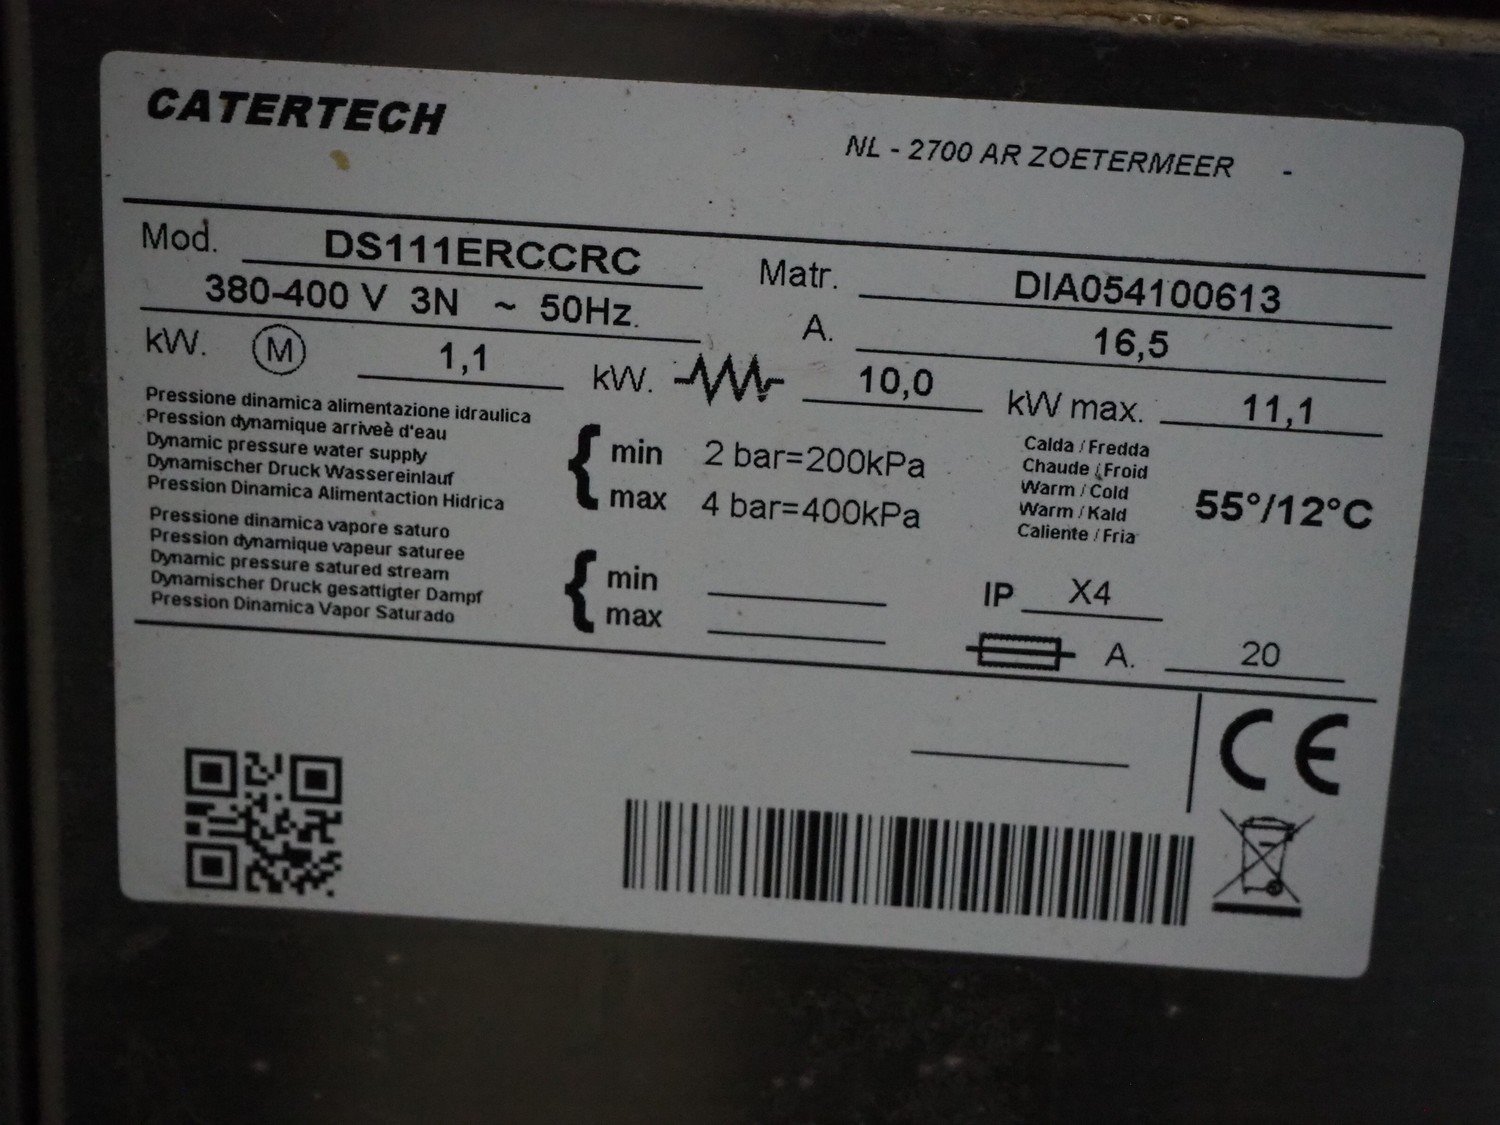 CATERTECH
NL - 2700 AR ZOETERMEER -
Mod. DS111ERCCRC Matr. DIA054100613
380-400 V 3N ~ 50Hz. A. 16,5
kW. M 1,1 kW. 10,0 kW max. 11,1
Pressione dinamica alimentazione idraulica
Pression dynamique arriveè d'eau
Dynamic pressure water supply
Dynamischer Druck Wassereinlauf
Pression Dinamica Alimentaction Hidrica
min 2 bar=200kPa
max 4 bar=400kPa
Calda / Fredda
Chaude / Froid
Warm / Cold
Warm / Kald
Caliente / Fria
55°/12°C
Pressione dinamica vapore saturo
Pression dynamique vapeur saturee
Dynamic pressure satured stream
Dynamischer Druck gesattigter Dampf
Pression Dinamica Vapor Saturado
min
max
IP X4
A. 20
CE